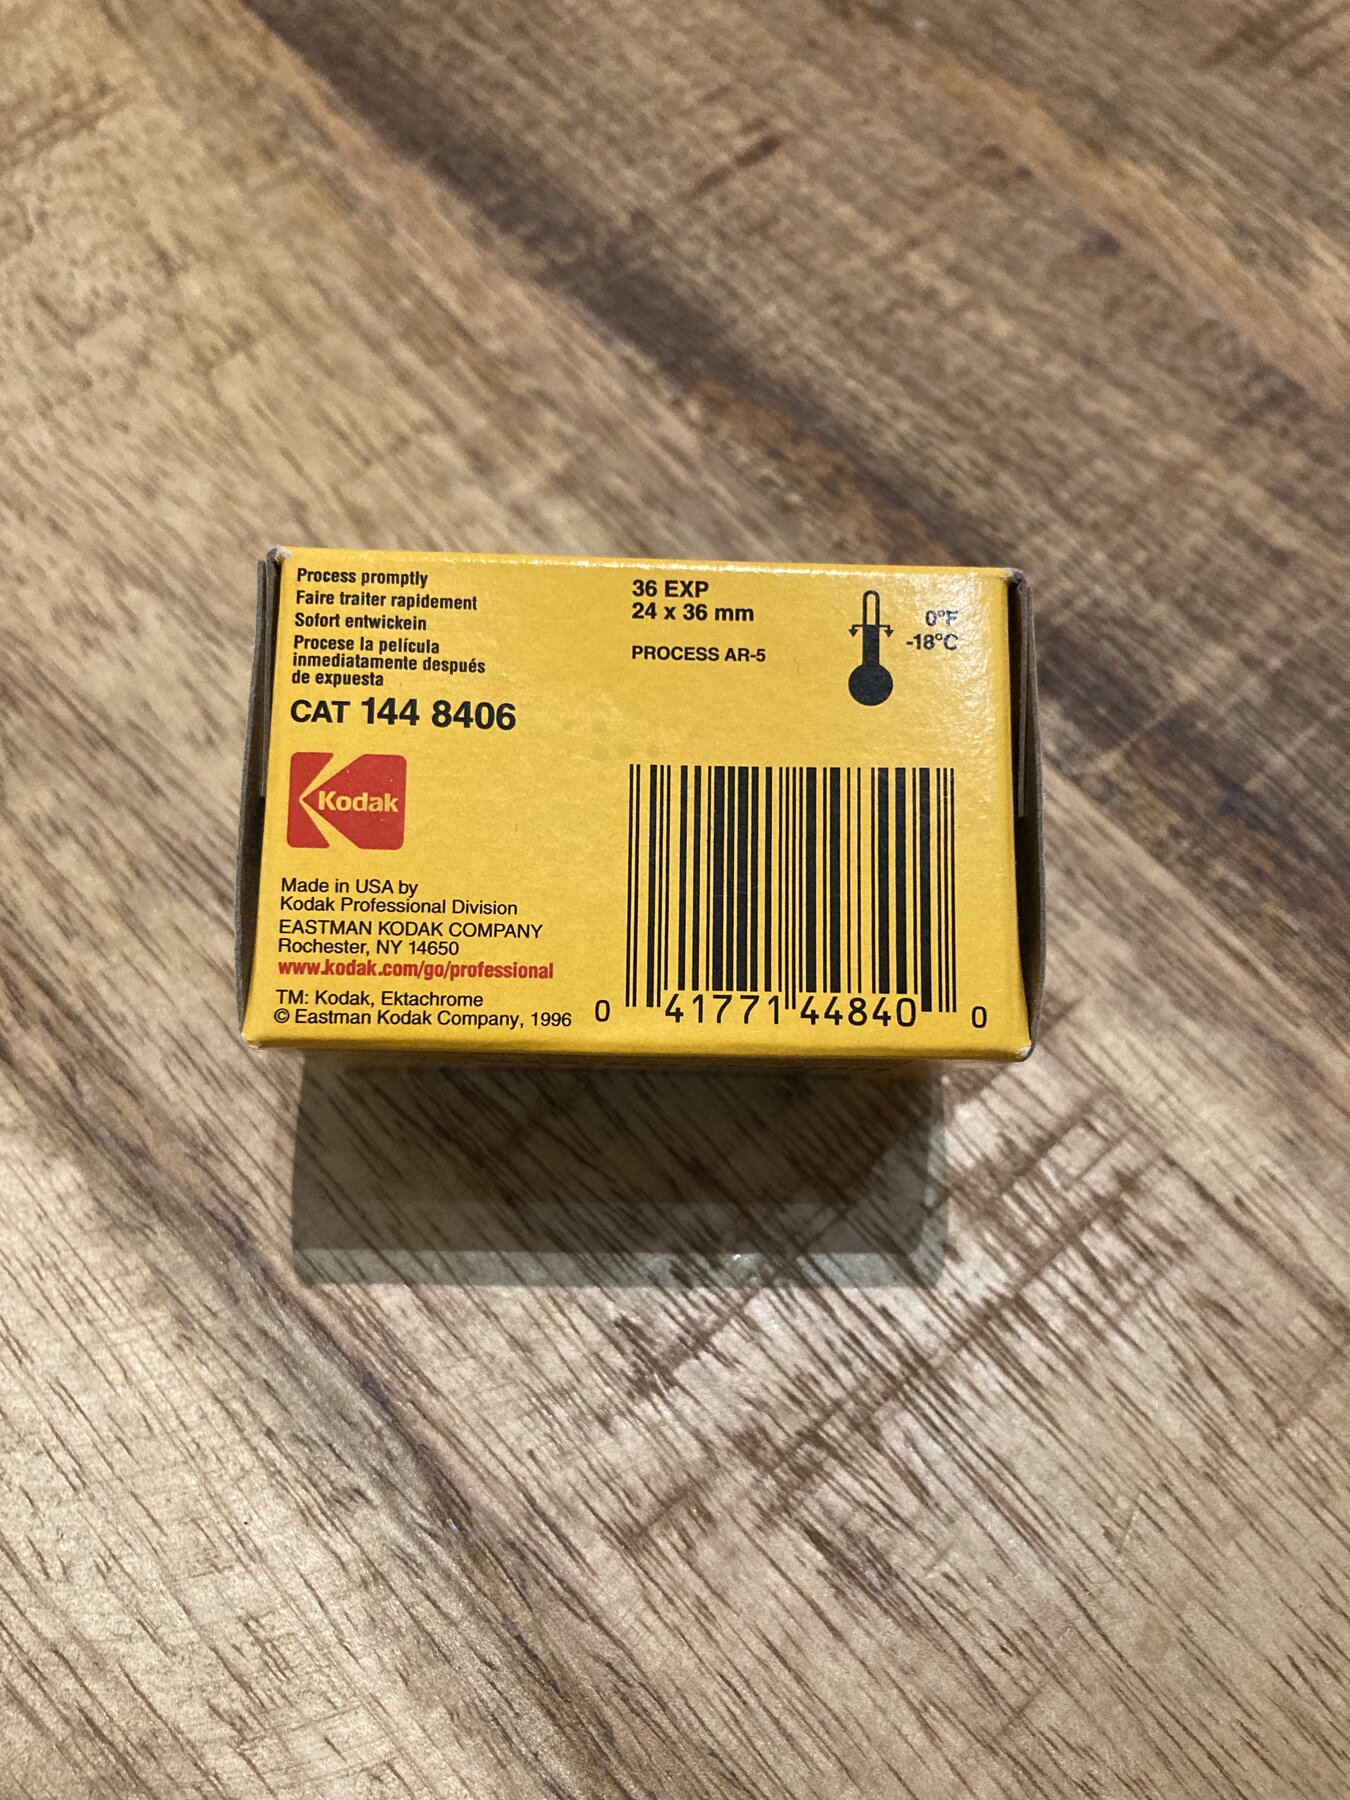 Process promptly
Faire traiter rapidement
Sofort entwickein
Procese la película
inmediatamente después
de expuesta
CAT 144 8406
Kodak
Made in USA by
Kodak Professional Division
EASTMAN KODAK COMPANY
Rochester, NY 14650
www.kodak.com/go/professional
TM: Kodak, Ektachrome
© Eastman Kodak Company, 1996
36 EXP
24 x 36 mm
PROCESS AR-5
0°F
-18°C
0 41771 44840 0